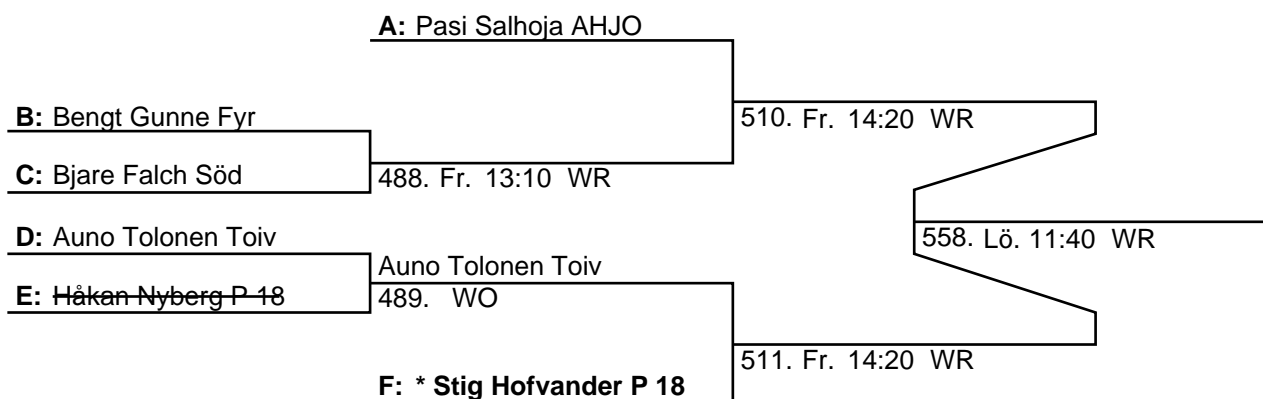 A: Pasi Salhoja AHJO
B: Bengt Gunne Fyr
510. Fr. 14:20 WR
C: Bjare Falch Söd
488. Fr. 13:10 WR
D: Auno Tolonen Toiv
558. Lö. 11:40 WR
Auno Tolonen Toiv
E: Håkan Nyberg P 18
489. WO
511. Fr. 14:20 WR
F: * Stig Hofvander P 18